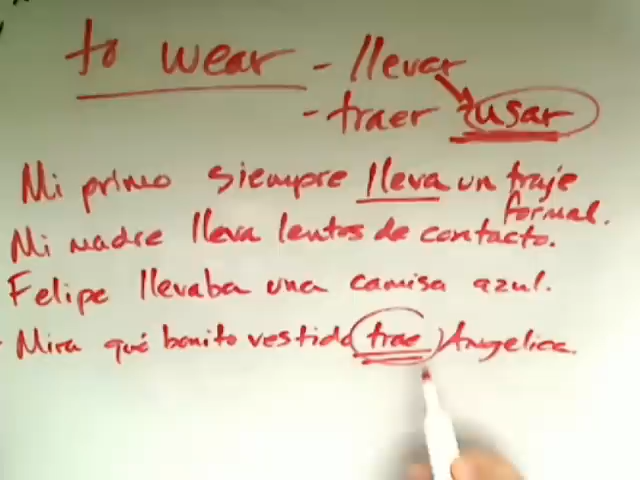 to wear - llevar
- traer usar
Mi primo siempre lleva un traje
formal.
Mi madre lleva lentes de contacto.
Felipe llevaba una camisa azul.
- Mira qué bonito vestido trae Angelica.